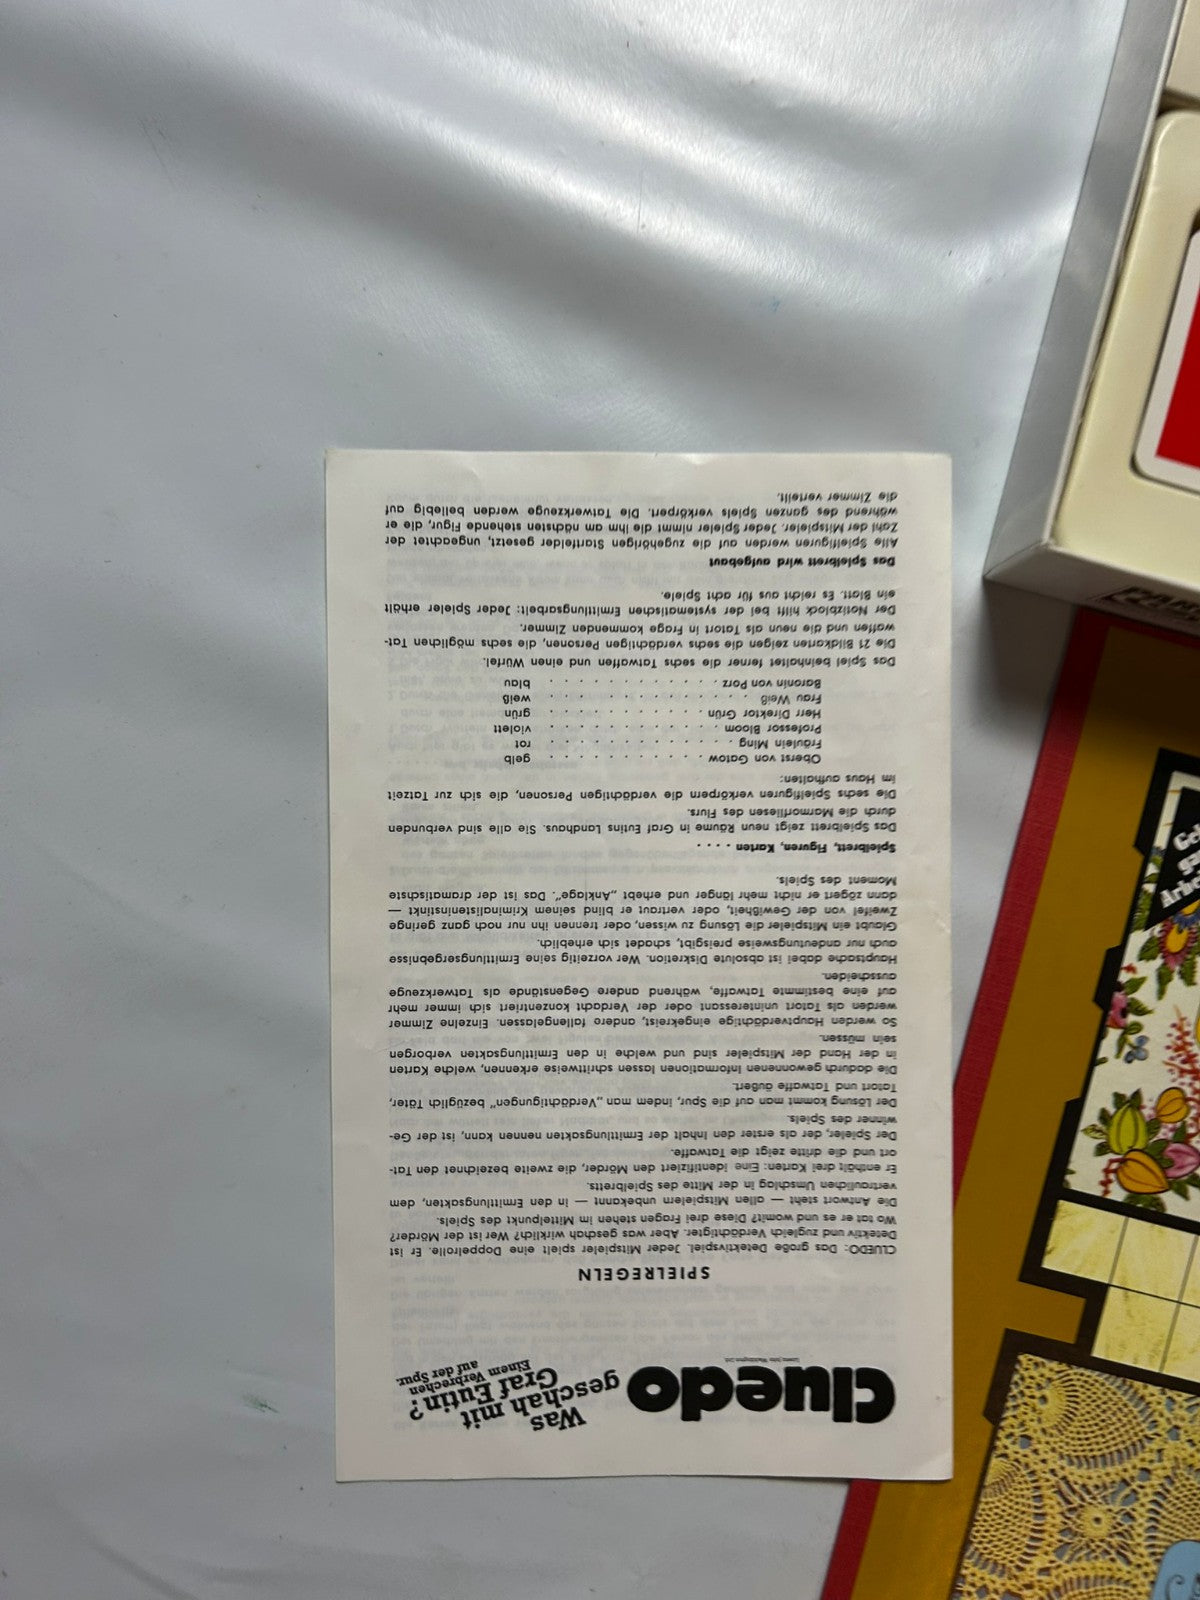 Cluedo
Was
geschah mit
Graf Eutin?
Einem Verbrechen
auf der Spur.
SPIELREGELN
CLUEDO: Das große Detektivspiel. Jeder Mitspieler spielt eine Doppelrolle. Er ist
Detektiv und zugleich Verdächtigter. Aber was geschah wirklich? Wer ist der Mörder?
Wo tat er es und womit? Diese drei Fragen stehen im Mittelpunkt des Spiels.
Die Antwort steht — allen Mitspielern unbekannt — in den Ermittlungsakten, dem
vertraulichen Umschlag in der Mitte des Spielbretts.
Er enthält drei Karten: Eine identifiziert den Mörder, die zweite bezeichnet den Tat-
ort und die dritte zeigt die Tatwaffe.
Der Spieler, der als erster den Inhalt der Ermittlungsakten nennen kann, ist der Ge-
winner des Spiels.
Der Lösung kommt man auf die Spur, indem man „Verdächtigungen" bezüglich Täter,
Tatort und Tatwaffe äußert.
Die dadurch gewonnenen Informationen lassen schrittweise erkennen, welche Karten
in der Hand der Mitspieler sind und welche in den Ermittlungsakten verborgen
sein müssen.
So werden Hauptverdächtige eingekreist, andere fallengelassen. Einzelne Zimmer
werden als Tatort uninteressant oder der Verdacht konzentriert sich immer mehr
auf eine bestimmte Tatwaffe, während andere Gegenstände als Tatwerkzeuge
ausscheiden.
Hauptsache dabei ist absolute Diskretion. Wer vorzeitig seine Ermittlungsergebnisse
auch nur andeutungsweise preisgibt, schadet sich erheblich.
Glaubt ein Mitspieler die Lösung zu wissen, oder trennen ihn nur noch ganz geringe
Zweifel von der Gewißheit, oder vertraut er blind seinem Kriminalisteninstinkt —
dann zögert er nicht mehr länger und erhebt „Anklage". Das ist der dramatischste
Moment des Spiels.
Spielbrett, Figuren, Karten . . . .
Das Spielbrett zeigt neun Räume in Graf Eutins Landhaus. Sie alle sind verbunden
durch die Marmorfliesen des Flurs.
Die sechs Spielfiguren verkörpern die verdächtigen Personen, die sich zur Tatzeit
im Haus aufhalten:
Oberst von Gatow . . . . . . . . . . . gelb
Fräulein Ming . . . . . . . . . . . . rot
Professor Bloom . . . . . . . . . . . violett
Herr Direktor Grün . . . . . . . . . . grün
Frau Weiß . . . . . . . . . . . . . weiß
Baronin von Porz . . . . . . . . . . . blau
Das Spiel beinhaltet ferner die sechs Tatwaffen und einen Würfel.
Die 21 Bildkarten zeigen die sechs verdächtigen Personen, die sechs möglichen Tat-
waffen und die neun als Tatort in Frage kommenden Zimmer.
Der Notizblock hilft bei der systematischen Ermittlungsarbeit: Jeder Spieler erhält
ein Blatt. Es reicht aus für acht Spiele.
Das Spielbrett wird aufgebaut
Alle Spielfiguren werden auf die zugehörigen Startfelder gesetzt, ungeachtet der
Zahl der Mitspieler. Jeder Spieler nimmt die ihm am nächsten stehende Figur, die er
während des ganzen Spiels verkörpert. Die Tatwerkzeuge werden beliebig auf
die Zimmer verteilt.